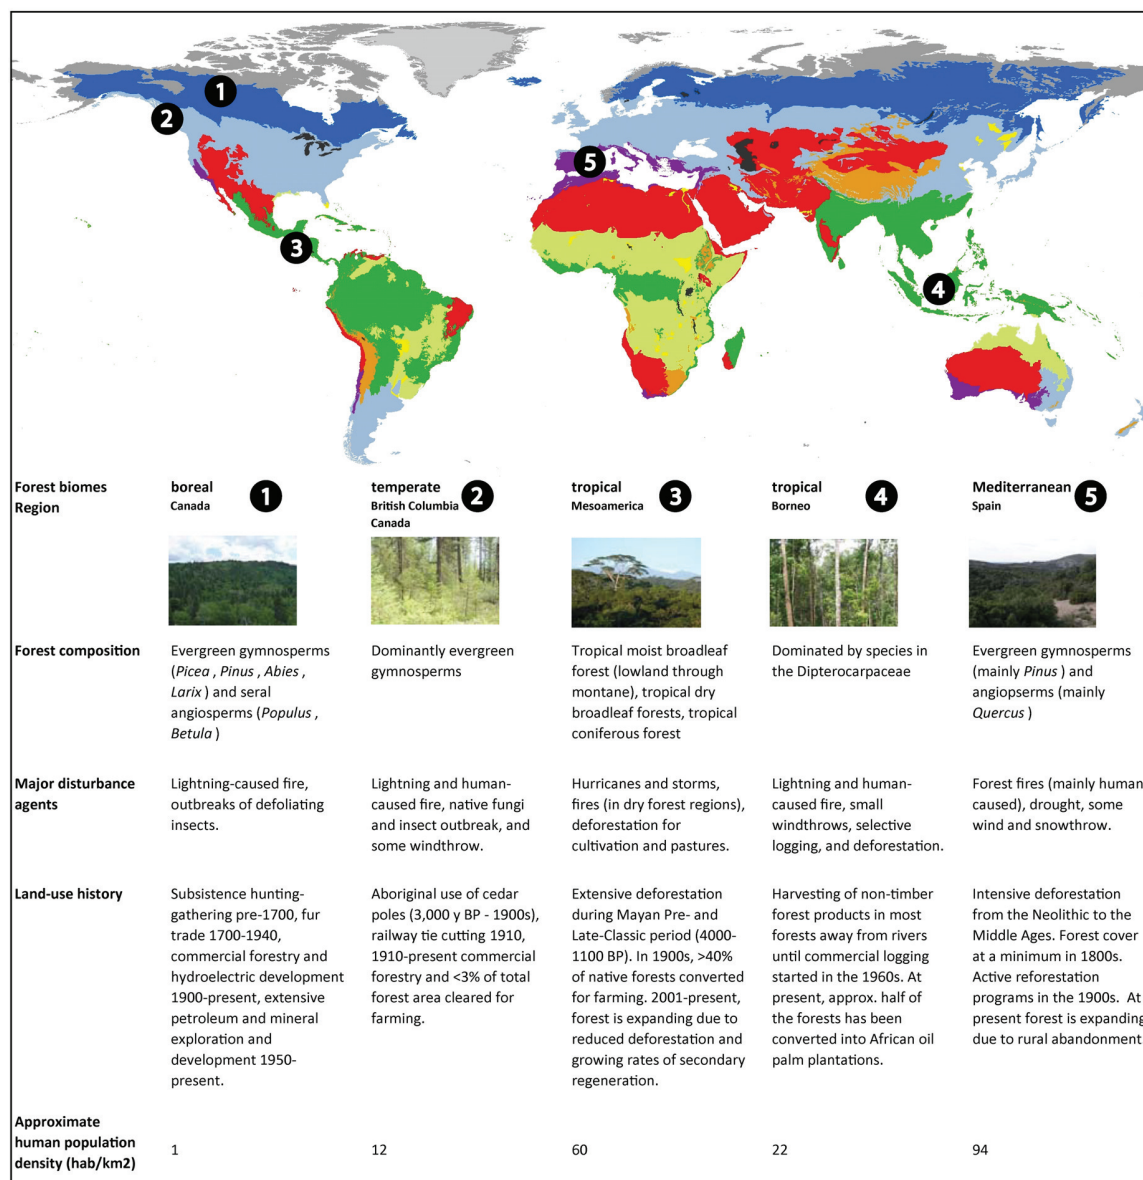 1
2
3
4
5
Forest biomes
Region
boreal
Canada
1
temperate
British Columbia
Canada
2
tropical
Mesoamerica
3
tropical
Borneo
4
Mediterranean
Spain
5
Forest composition
Evergreen gymnosperms
(Picea , Pinus , Abies ,
Larix ) and seral
angiosperms (Populus ,
Betula )
Dominantly evergreen
gymnosperms
Tropical moist broadleaf
forest (lowland through
montane), tropical dry
broadleaf forests, tropical
coniferous forest
Dominated by species in
the Dipterocarpaceae
Evergreen gymnosperms
(mainly Pinus ) and
angiopserms (mainly
Quercus )
Major disturbance
agents
Lightning-caused fire,
outbreaks of defoliating
insects.
Lightning and human-
caused fire, native fungi
and insect outbreak, and
some windthrow.
Hurricanes and storms,
fires (in dry forest regions),
deforestation for
cultivation and pastures.
Lightning and human-
caused fire, small
windthrows, selective
logging, and deforestation.
Forest fires (mainly human
caused), drought, some
wind and snowthrow.
Land-use history
Subsistence hunting-
gathering pre-1700, fur
trade 1700-1940,
commercial forestry and
hydroelectric development
1900-present, extensive
petroleum and mineral
exploration and
development 1950-
present.
Aboriginal use of cedar
poles (3,000 y BP - 1900s),
railway tie cutting 1910,
1910-present commercial
forestry and <3% of total
forest area cleared for
farming.
Extensive deforestation
during Mayan Pre- and
Late-Classic period (4000-
1100 BP). In 1900s, >40%
of native forests converted
for farming. 2001-present,
forest is expanding due to
reduced deforestation and
growing rates of secondary
regeneration.
Harvesting of non-timber
forest products in most
forests away from rivers
until commercial logging
started in the 1960s. At
present, approx. half of
the forests has been
converted into African oil
palm plantations.
Intensive deforestation
from the Neolithic to the
Middle Ages. Forest cover
at a minimum in 1800s.
Active reforestation
programs in the 1900s. At
present forest is expanding
due to rural abandonment
Approximate
human population
density (hab/km2)
1
12
60
22
94